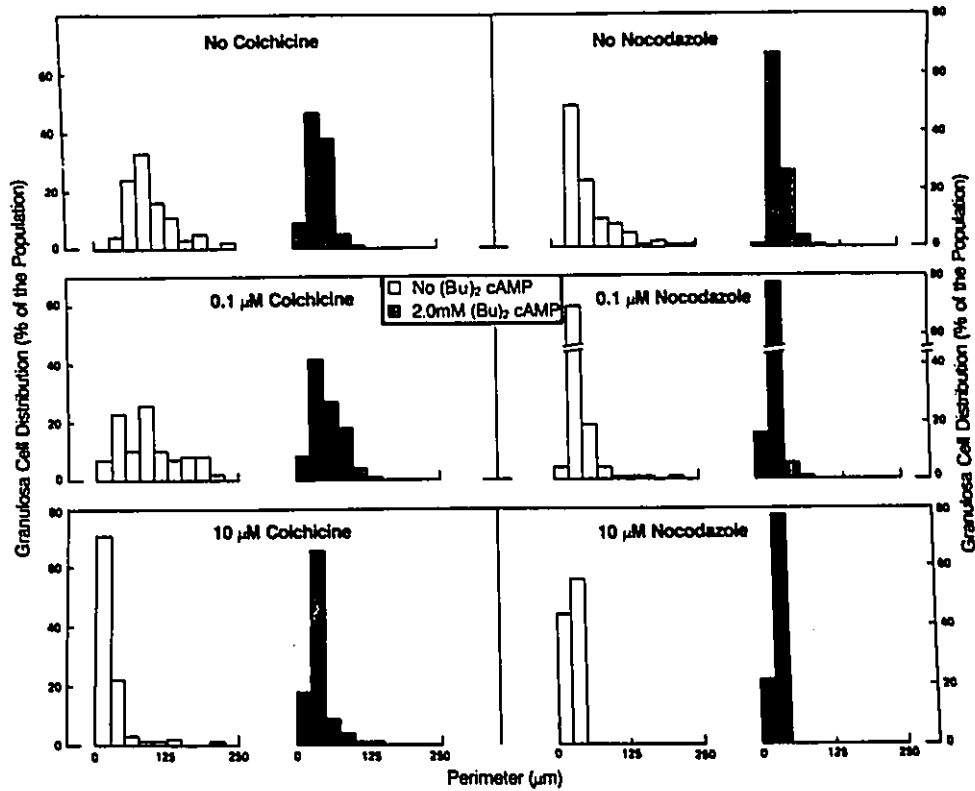 No Colchicine
No Nocodazole
80
60
60
40
40
20
20
0
0
0.1 μM Colchicine
No (Bu)₂ cAMP
2.0mM (Bu)₂ cAMP
0.1 μM Nocodazole
80
60
60
40
40
20
20
0
0
10 μM Colchicine
10 μM Nocodazole
80
80
60
60
40
40
20
20
0
0
0 125 250
0 125 250
0 125 250
0 125 250
Perimeter (μm)
Granulosa Cell Distribution (% of the Population)
Granulosa Cell Distribution (% of the Population)